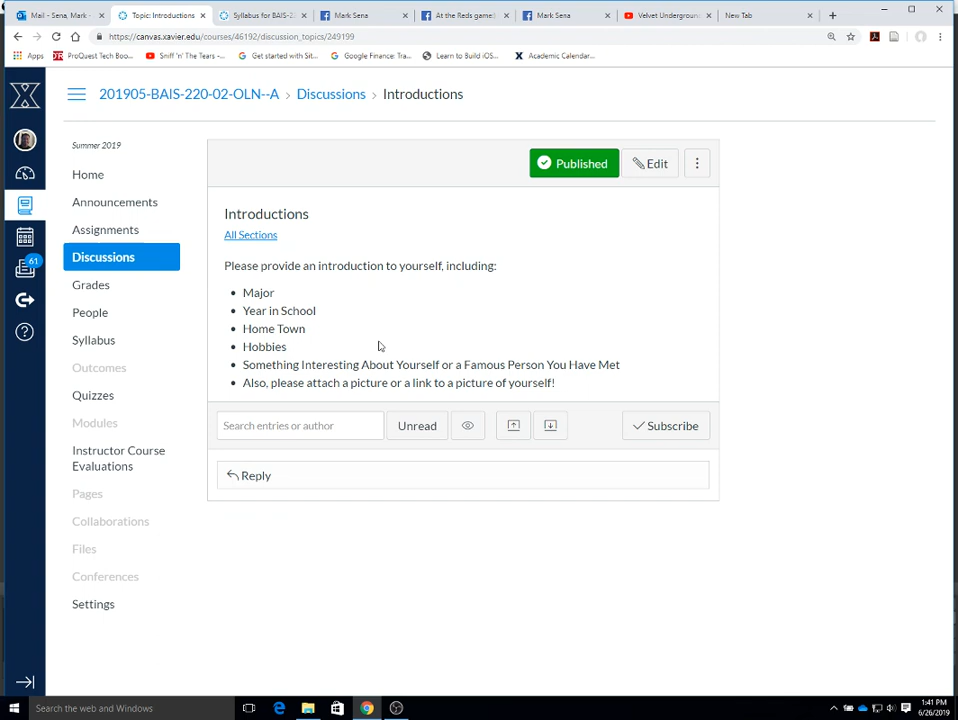 Mail - Sena, Mark -
Topic: Introductions
Syllabus for BAIS-2
Mark Sena
At the Reds game!
Mark Sena
Velvet Undergroun
New Tab
https://canvas.xavier.edu/courses/46192/discussion_topics/249199
Apps
ProQuest Tech Boo...
Sniff 'n' The Tears -...
Get started with Sit...
Google Finance: Tra...
Learn to Build iOS...
Academic Calendar...
201905-BAIS-220-02-OLN--A > Discussions > Introductions
Summer 2019
Home
Announcements
Assignments
Discussions
Grades
People
Syllabus
Outcomes
Quizzes
Modules
Instructor Course
Evaluations
Pages
Collaborations
Files
Conferences
Settings
61
Published
Edit
Introductions
All Sections
Please provide an introduction to yourself, including:
• Major
• Year in School
• Home Town
• Hobbies
• Something Interesting About Yourself or a Famous Person You Have Met
• Also, please attach a picture or a link to a picture of yourself!
Search entries or author
Unread
Subscribe
Reply
Search the web and Windows
1:41 PM
6/26/2019